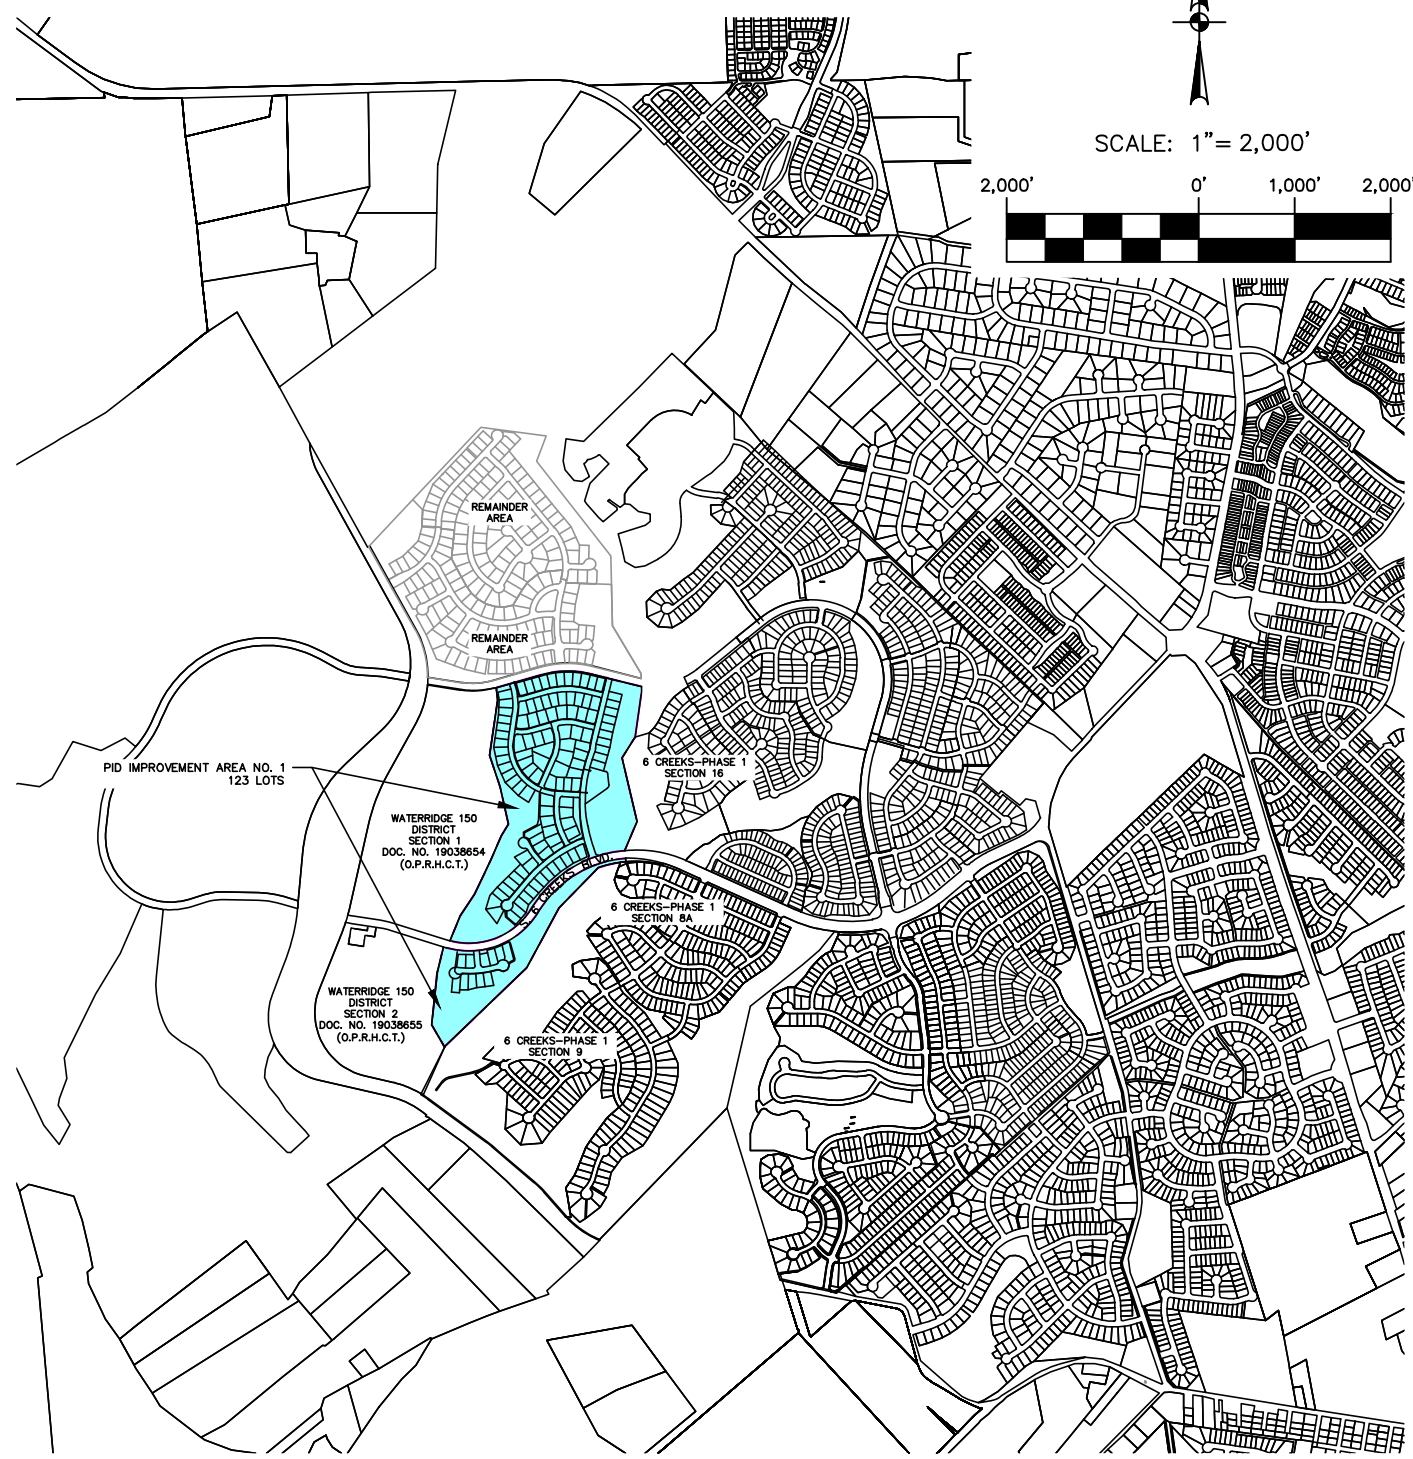 SCALE: 1"= 2,000'
2,000' 0' 1,000' 2,000'
REMAINDER
AREA
REMAINDER
AREA
PID IMPROVEMENT AREA NO. 1
123 LOTS
6 CREEKS-PHASE 1
SECTION 16
WATERRIDGE 150
DISTRICT
SECTION 1
DOC. NO. 19038654
(O.P.R.H.C.T.)
S. 6 CREEKS BLVD.
6 CREEKS-PHASE 1
SECTION 8A
WATERRIDGE 150
DISTRICT
SECTION 2
DOC. NO. 19038655
(O.P.R.H.C.T.)
6 CREEKS-PHASE 1
SECTION 9